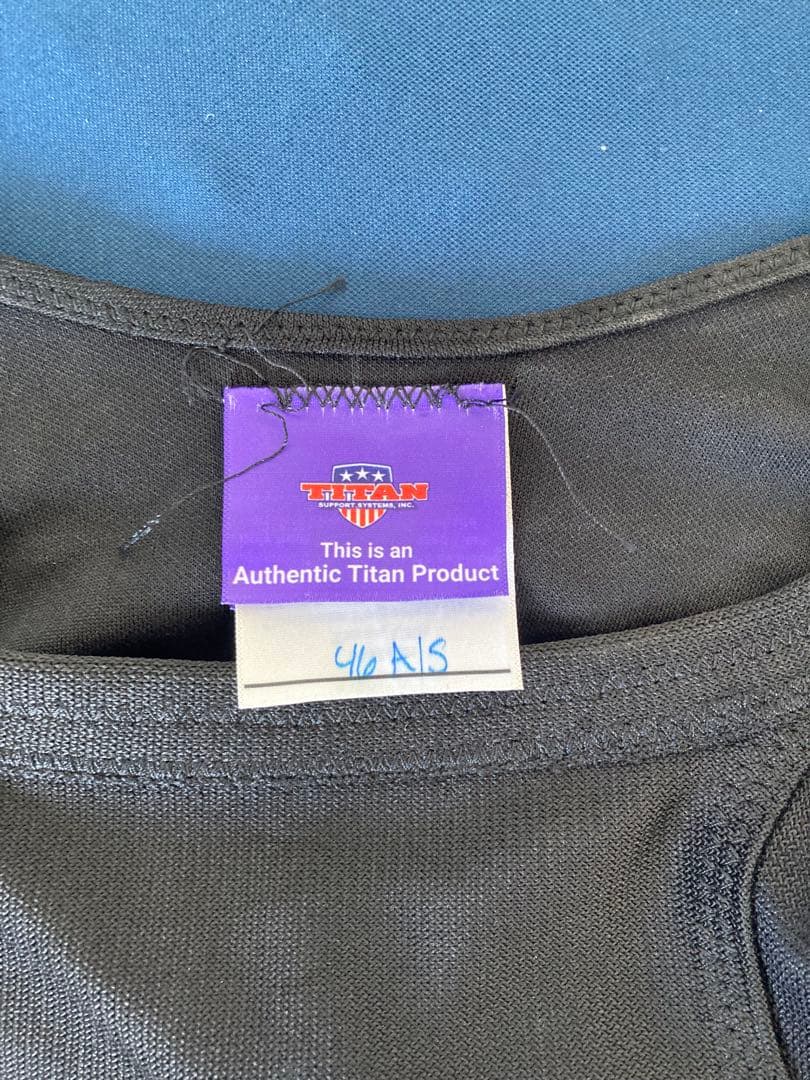 TITAN
SUPPORT SYSTEMS, INC.
This is an
Authentic Titan Product
46 A/S